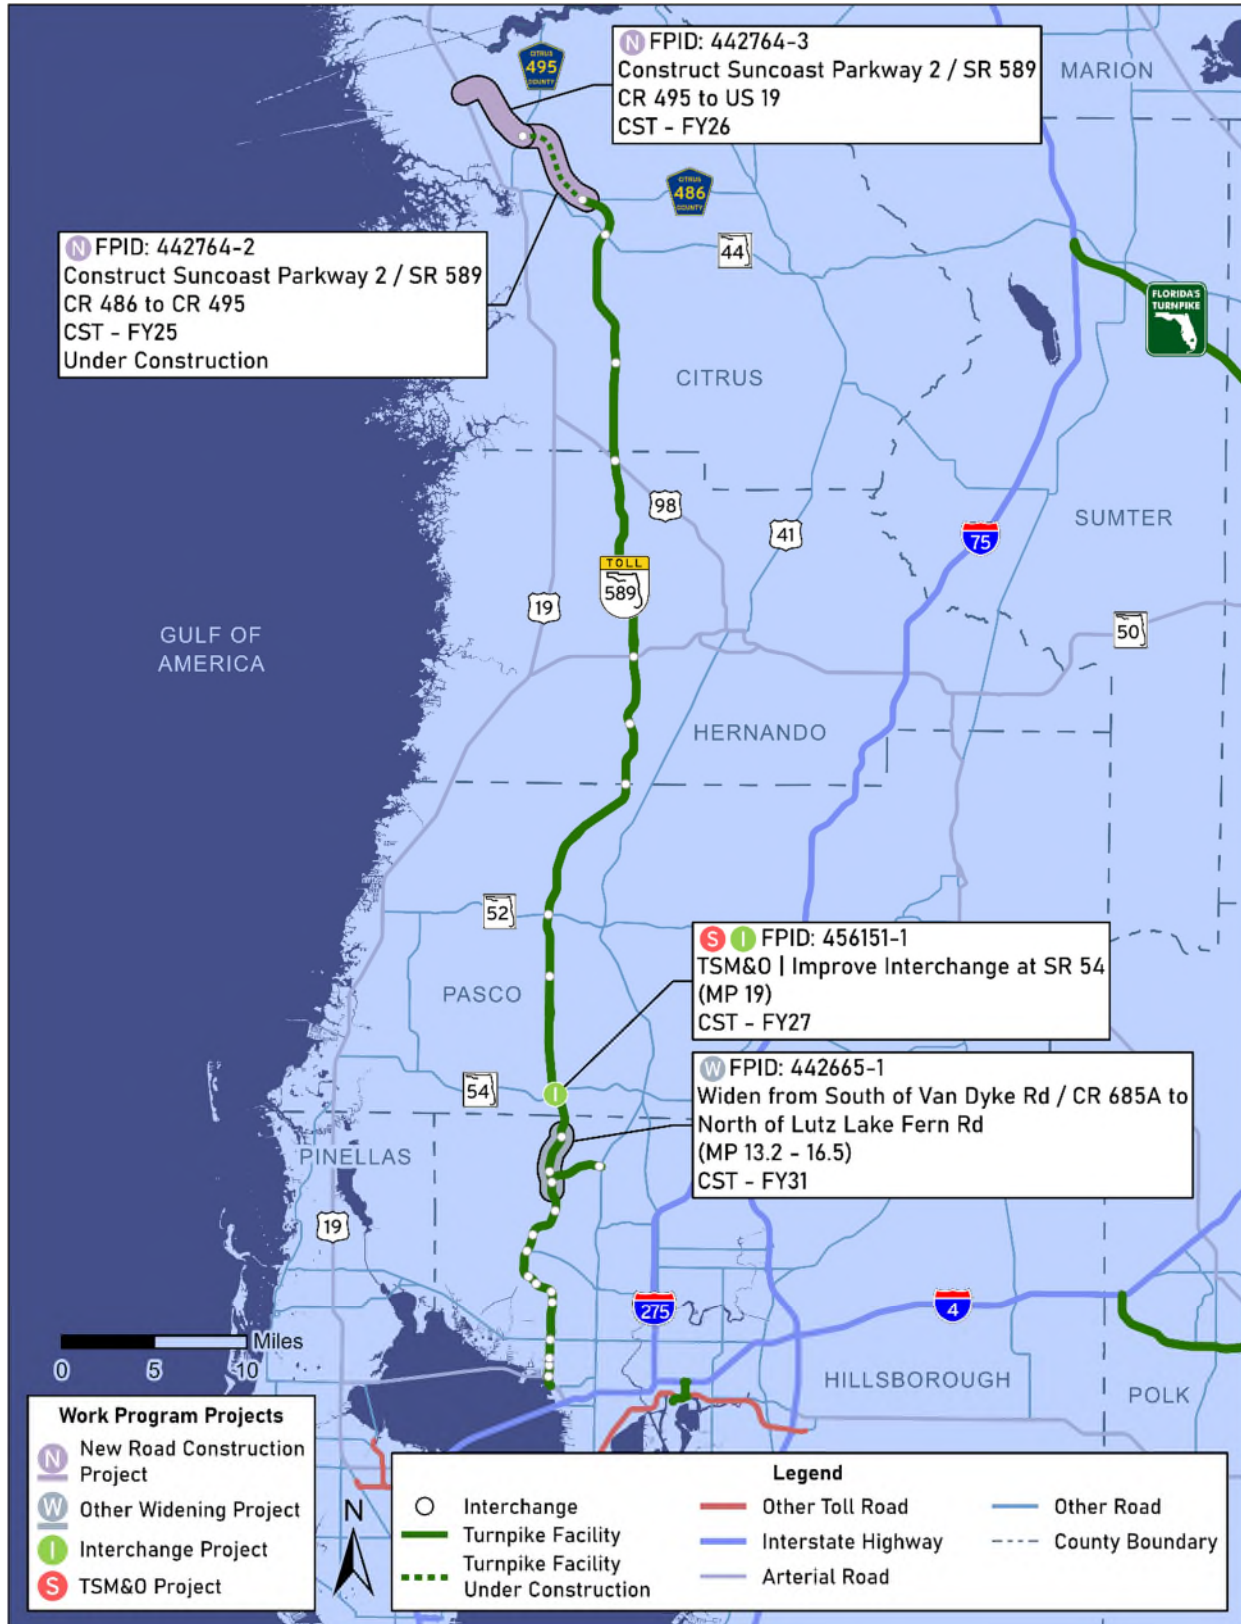 N FPID: 442764-3
Construct Suncoast Parkway 2 / SR 589
CR 495 to US 19
CST - FY26
CITRUS
495
COUNTY
MARION
CITRUS
486
COUNTY
44
N FPID: 442764-2
Construct Suncoast Parkway 2 / SR 589
CR 486 to CR 495
CST - FY25
Under Construction
FLORIDA'S
TURNPIKE
CITRUS
98
41
75
SUMTER
TOLL
589
19
50
GULF OF
AMERICA
HERNANDO
52
S I FPID: 456151-1
TSM&O | Improve Interchange at SR 54
(MP 19)
CST - FY27
PASCO
54
I
W FPID: 442665-1
Widen from South of Van Dyke Rd / CR 685A to
North of Lutz Lake Fern Rd
(MP 13.2 - 16.5)
CST - FY31
PINELLAS
19
275
4
Miles
0 5 10
HILLSBOROUGH
POLK
Work Program Projects
N New Road Construction
Project
W Other Widening Project
I Interchange Project
S TSM&O Project
N
Legend
Interchange
Turnpike Facility
Turnpike Facility
Under Construction
Other Toll Road
Interstate Highway
Arterial Road
Other Road
County Boundary